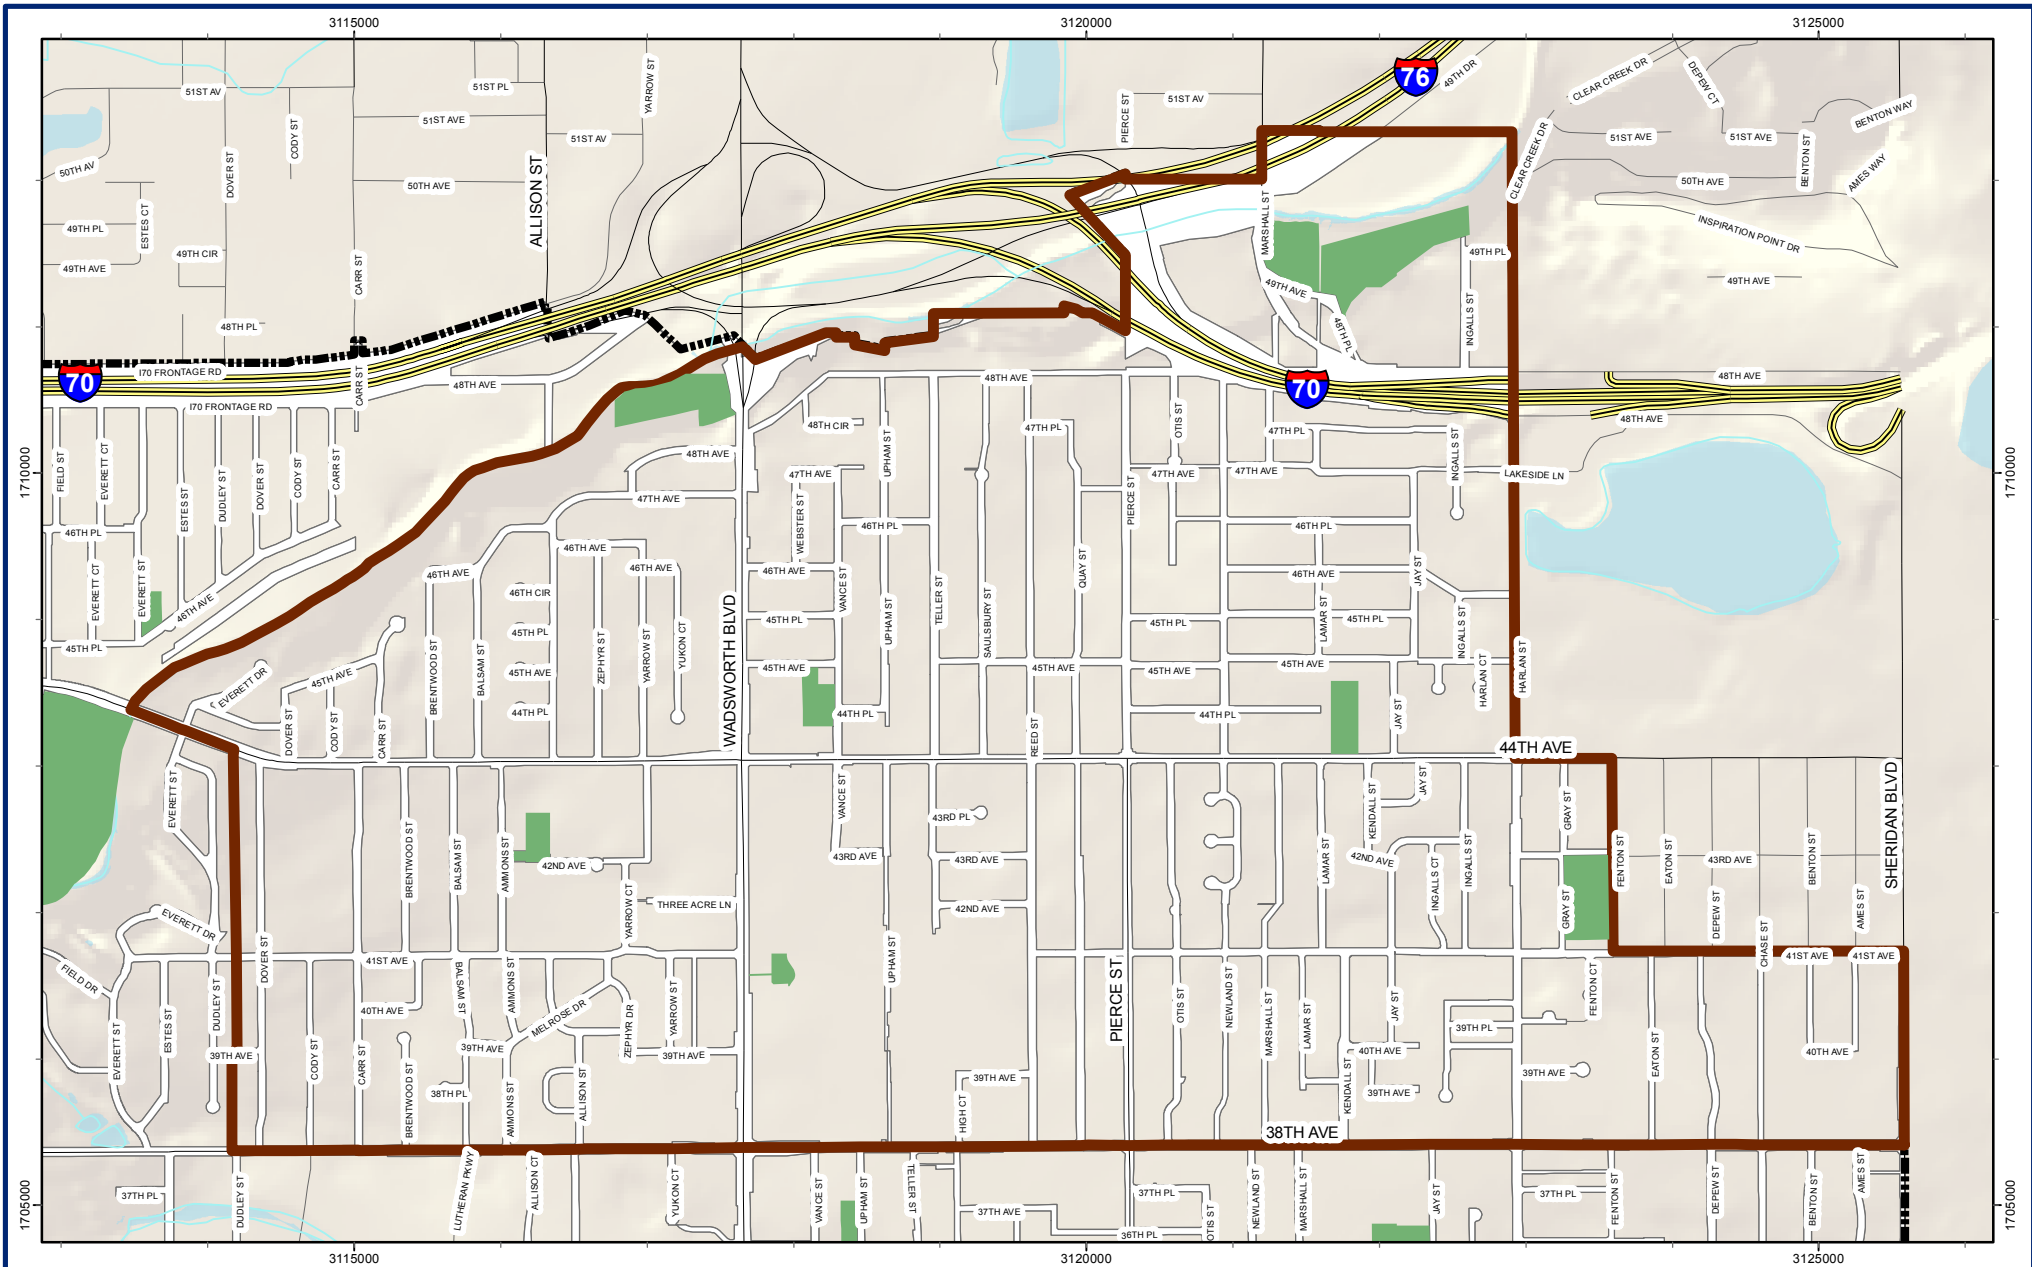 3115000
3120000
3125000
51ST AV
51ST PL
51ST AVE
51ST AV
YARROW ST
CODY ST
DOVER ST
50TH AV
50TH AVE
ALLISON ST
49TH PL
ESTES CT
49TH CIR
49TH AVE
CARR ST
48TH PL
I70 FRONTAGE RD
70
I70 FRONTAGE RD
CARR ST
48TH AVE
PIERCE ST
51ST AV
76
49TH DR
CLEAR CREEK DR
DEPEW CT
BENTON WAY
51ST AVE
51ST AVE
BENTON ST
AMES WAY
CLEAR CREEK DR
50TH AVE
INSPIRATION POINT DR
49TH AVE
MARSHALL ST
49TH PL
49TH AVE
48TH PL
INGALLS ST
70
48TH AVE
48TH AVE
1710000
1710000
FIELD ST
EVERETT CT
ESTES ST
DUDLEY ST
DOVER ST
CODY ST
CARR ST
46TH PL
EVERETT CT
EVERETT ST
46TH AVE
45TH PL
48TH AVE
48TH CIR
UPHAM ST
47TH PL
OTIS ST
47TH PL
INGALLS ST
48TH AVE
47TH AVE
47TH AVE
47TH AVE
47TH AVE
LAKESIDE LN
WEBSTER ST
46TH PL
PIERCE ST
46TH PL
46TH AVE
46TH AVE
46TH AVE
46TH AVE
46TH AVE
46TH CIR
VANCE ST
UPHAM ST
TELLER ST
SAULSBURY ST
QUAY ST
JAY ST
LAMAR ST
45TH PL
45TH PL
45TH PL
45TH PL
INGALLS ST
BRENTWOOD ST
BALSAM ST
ZEPHYR ST
YARROW ST
YUKON CT
WADSWORTH BLVD
45TH AVE
45TH AVE
45TH AVE
45TH AVE
45TH AVE
45TH AVE
EVERETT DR
HARLAN CT
HARLAN ST
44TH PL
44TH PL
44TH PL
DOVER ST
CODY ST
CARR ST
REED ST
JAY ST
44TH AVE
SHERIDAN BLVD
EVERETT ST
VANCE ST
43RD PL
JAY ST
KENDALL ST
GRAY ST
BRENTWOOD ST
BALSAM ST
AMMONS ST
42ND AVE
43RD AVE
43RD AVE
42ND AVE
LAMAR ST
INGALLS CT
INGALLS ST
FENTON ST
EATON ST
43RD AVE
BENTON ST
YARROW CT
THREE ACRE LN
42ND AVE
GRAY ST
DEPEW ST
CHASE ST
AMES ST
EVERETT DR
DOVER ST
41ST AVE
UPHAM ST
41ST AVE
41ST AVE
FIELD DR
DUDLEY ST
BALSAM ST
AMMONS ST
YARROW ST
PIERCE ST
OTIS ST
NEWLAND ST
MARSHALL ST
LAMAR ST
JAY ST
FENTON CT
40TH AVE
MELROSE DR
ZEPHYR DR
39TH PL
EVERETT ST
ESTES ST
39TH AVE
39TH AVE
39TH AVE
40TH AVE
EATON ST
40TH AVE
CODY ST
CARR ST
BRENTWOOD ST
38TH PL
AMMONS ST
ALLISON ST
39TH AVE
HIGH CT
KENDALL ST
39TH AVE
39TH AVE
DEPEW ST
38TH AVE
37TH PL
DUDLEY ST
LUTHERAN PKWY
ALLISON CT
YUKON CT
VANCE ST
UPHAM ST
TELLER ST
37TH AVE
37TH PL
36TH PL
OTIS ST
NEWLAND ST
MARSHALL ST
JAY ST
37TH PL
FENTON ST
DEPEW ST
BENTON ST
AMES ST
1705000
1705000
3115000
3120000
3125000